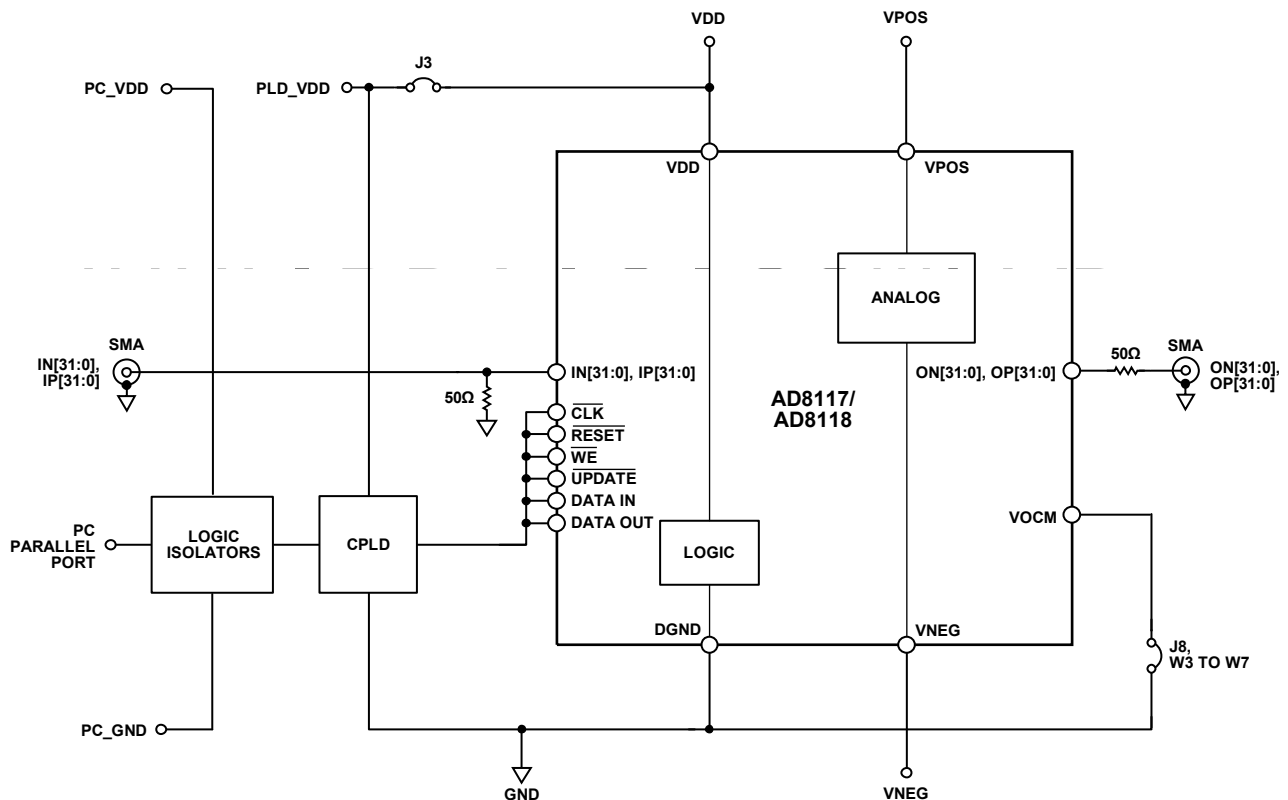 VDD
VPOS
J3
PC_VDD
PLD_VDD
VDD
VPOS
ANALOG
SMA
IN[31:0],
IP[31:0]
50Ω
IN[31:0], IP[31:0]
ON[31:0], OP[31:0]
50Ω
SMA
ON[31:0],
OP[31:0]
AD8117/
AD8118
CLK
RESET
WE
UPDATE
DATA IN
DATA OUT
VOCM
PC
PARALLEL
PORT
LOGIC
ISOLATORS
CPLD
LOGIC
DGND
VNEG
J8,
W3 TO W7
PC_GND
GND
VNEG